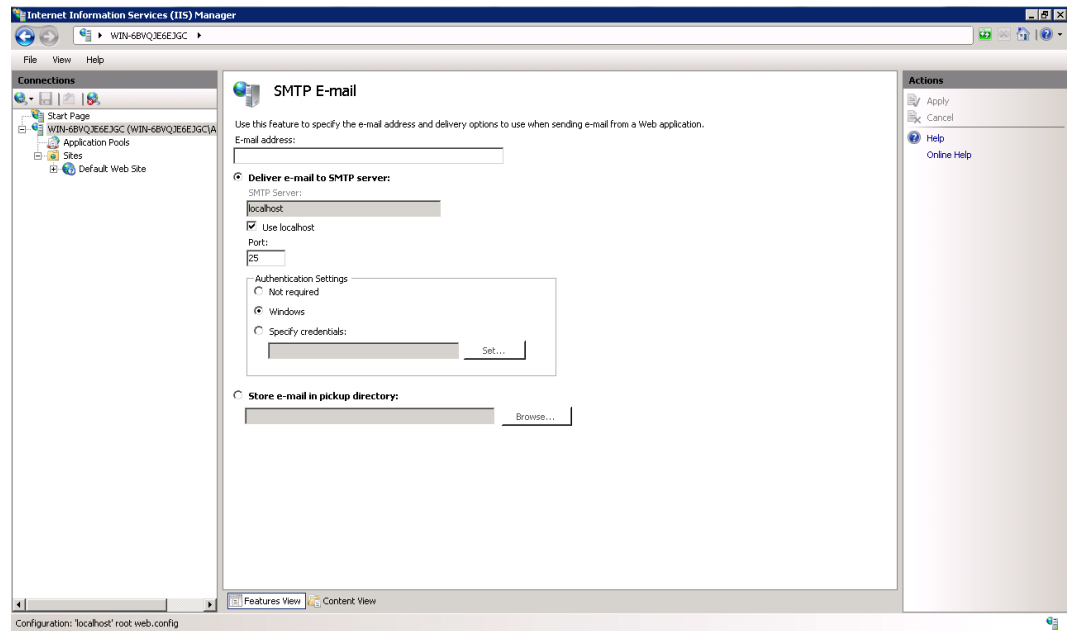 Internet Information Services (IIS) Manager
WIN-6BVQJE6EJGC
File View Help
Connections
Start Page
WIN-6BVQJE6EJGC (WIN-6BVQJE6EJGC\A
Application Pools
Sites
Default Web Site
SMTP E-mail
Use this feature to specify the e-mail address and delivery options to use when sending e-mail from a Web application.
E-mail address:
Deliver e-mail to SMTP server:
SMTP Server:
localhost
Use localhost
Port:
25
Authentication Settings
Not required
Windows
Specify credentials:
Set...
Store e-mail in pickup directory:
Browse...
Features View Content View
Actions
Apply
Cancel
Help
Online Help
Configuration: 'localhost' root web.config